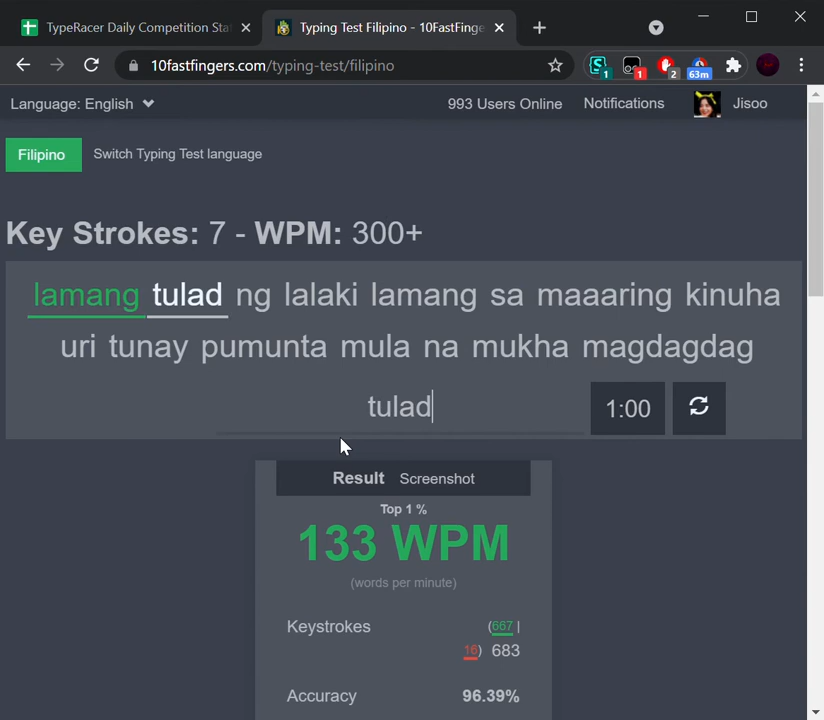 TypeRacer Daily Competition Sta
Typing Test Filipino - 10FastFinge
10fastfingers.com/typing-test/filipino
1
1
2
63m
Language: English
993 Users Online
Notifications
Jisoo
Filipino
Switch Typing Test language
Key Strokes: 7 - WPM: 300+
lamang tulad ng lalaki lamang sa maaaring kinuha
uri tunay pumunta mula na mukha magdagdag
tulad
1:00
Result Screenshot
Top 1 %
133 WPM
(words per minute)
Keystrokes (667 |
16) 683
Accuracy 96.39%